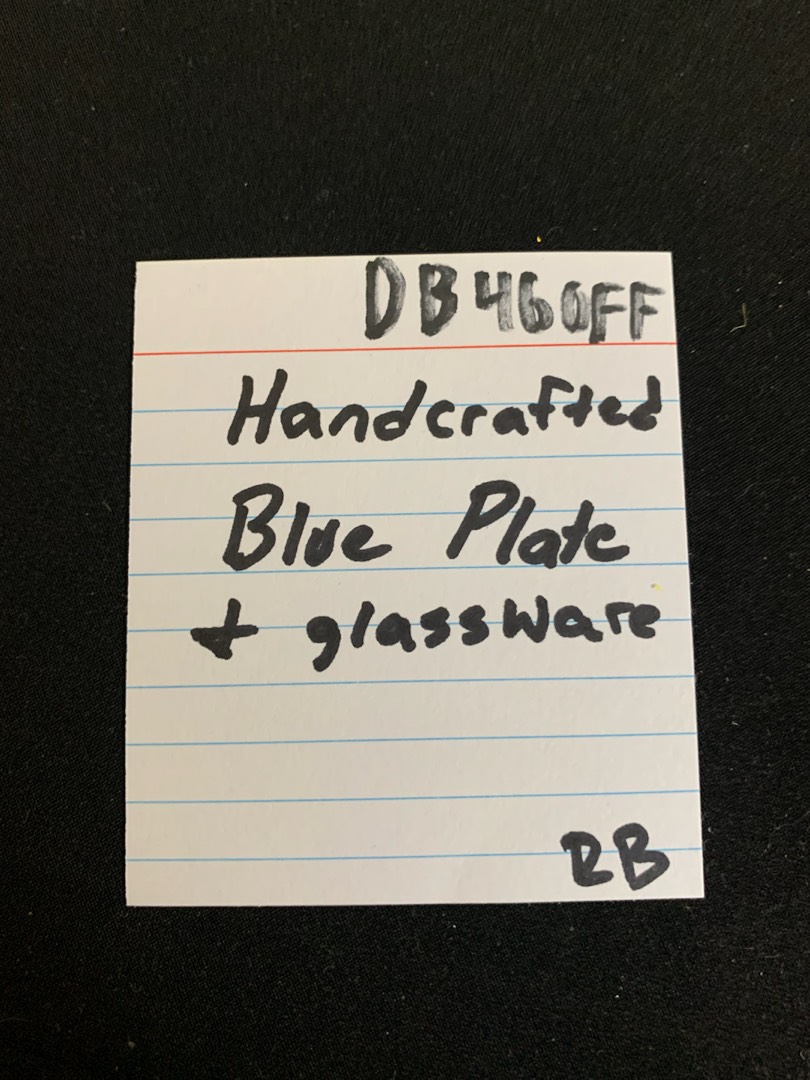 DB460FF
Handcrafted
Blue Plate
+ glassware
RB